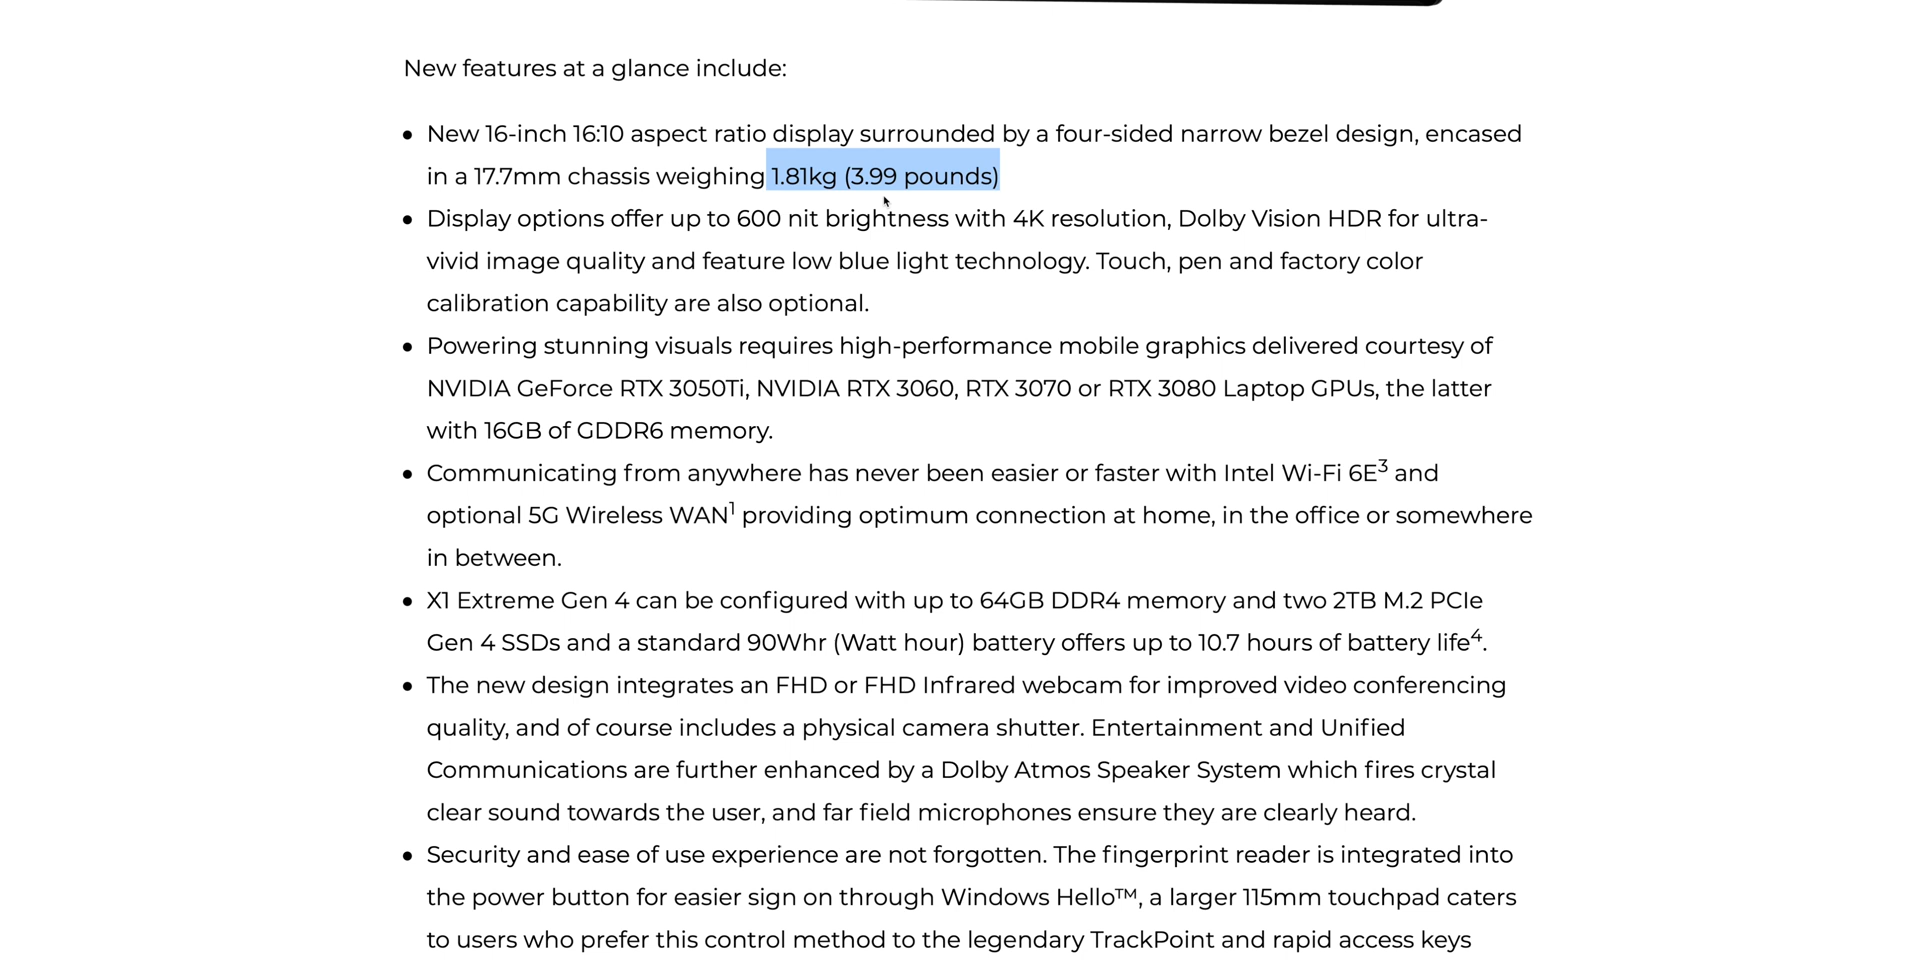 New features at a glance include:
• New 16-inch 16:10 aspect ratio display surrounded by a four-sided narrow bezel design, encased
in a 17.7mm chassis weighing 1.81kg (3.99 pounds)
• Display options offer up to 600 nit brightness with 4K resolution, Dolby Vision HDR for ultra-
vivid image quality and feature low blue light technology. Touch, pen and factory color
calibration capability are also optional.
• Powering stunning visuals requires high-performance mobile graphics delivered courtesy of
NVIDIA GeForce RTX 3050Ti, NVIDIA RTX 3060, RTX 3070 or RTX 3080 Laptop GPUs, the latter
with 16GB of GDDR6 memory.
• Communicating from anywhere has never been easier or faster with Intel Wi-Fi 6E³ and
optional 5G Wireless WAN¹ providing optimum connection at home, in the office or somewhere
in between.
• X1 Extreme Gen 4 can be configured with up to 64GB DDR4 memory and two 2TB M.2 PCIe
Gen 4 SSDs and a standard 90Whr (Watt hour) battery offers up to 10.7 hours of battery life⁴.
• The new design integrates an FHD or FHD Infrared webcam for improved video conferencing
quality, and of course includes a physical camera shutter. Entertainment and Unified
Communications are further enhanced by a Dolby Atmos Speaker System which fires crystal
clear sound towards the user, and far field microphones ensure they are clearly heard.
• Security and ease of use experience are not forgotten. The fingerprint reader is integrated into
the power button for easier sign on through Windows Hello™, a larger 115mm touchpad caters
to users who prefer this control method to the legendary TrackPoint and rapid access keys